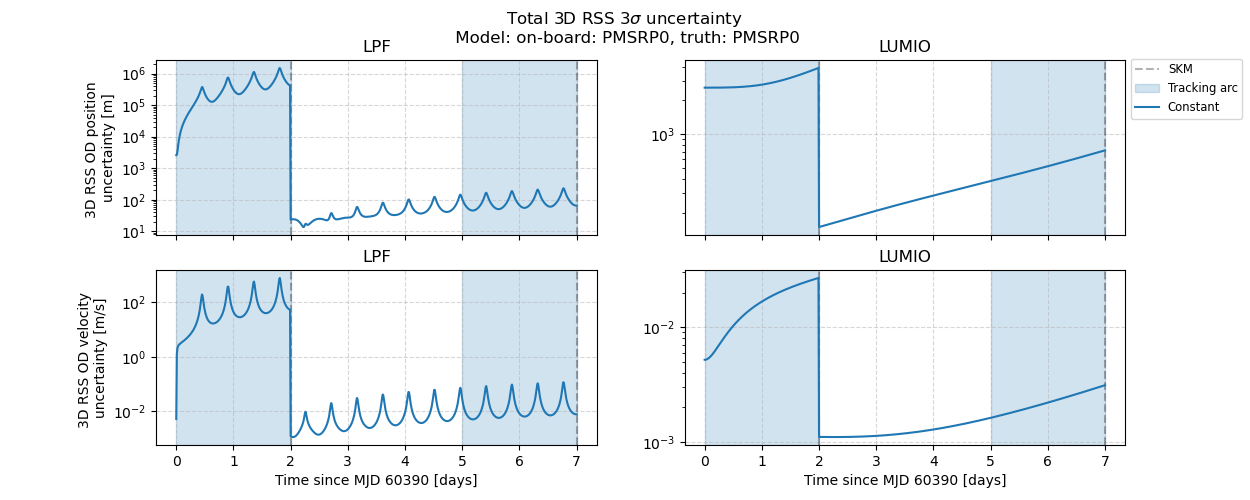 Total 3D RSS 3σ uncertainty
Model: on-board: PMSRP0, truth: PMSRP0
LPF
LUMIO
3D RSS OD position
uncertainty [m]
10⁶
10⁵
10⁴
10³
10²
10¹
10³
SKM
Tracking arc
Constant
LPF
LUMIO
3D RSS OD velocity
uncertainty [m/s]
10²
10⁰
10⁻²
10⁻²
10⁻³
0 1 2 3 4 5 6 7
0 1 2 3 4 5 6 7
Time since MJD 60390 [days]
Time since MJD 60390 [days]